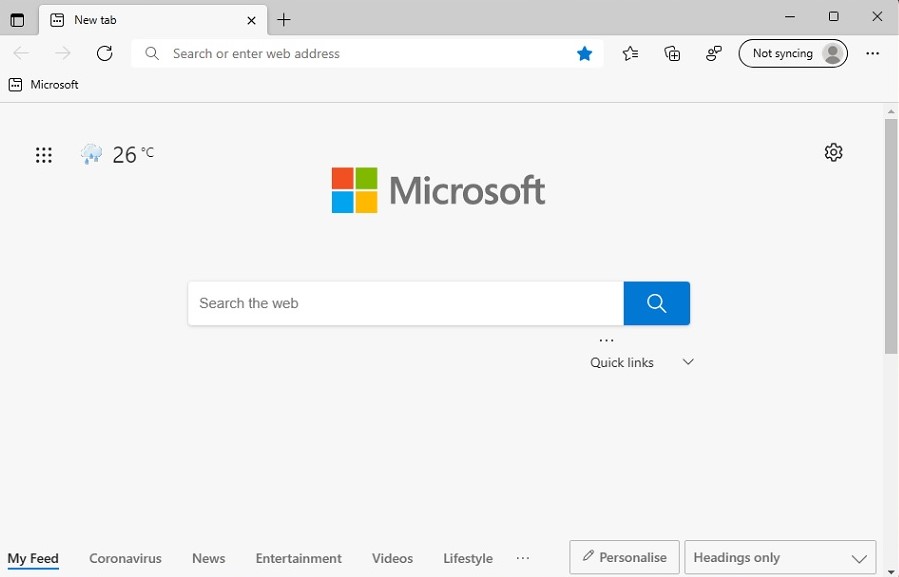 New tab
Search or enter web address
Not syncing
Microsoft
26 °C
Microsoft
Search the web
Quick links
My Feed Coronavirus News Entertainment Videos Lifestyle ... Personalise Headings only